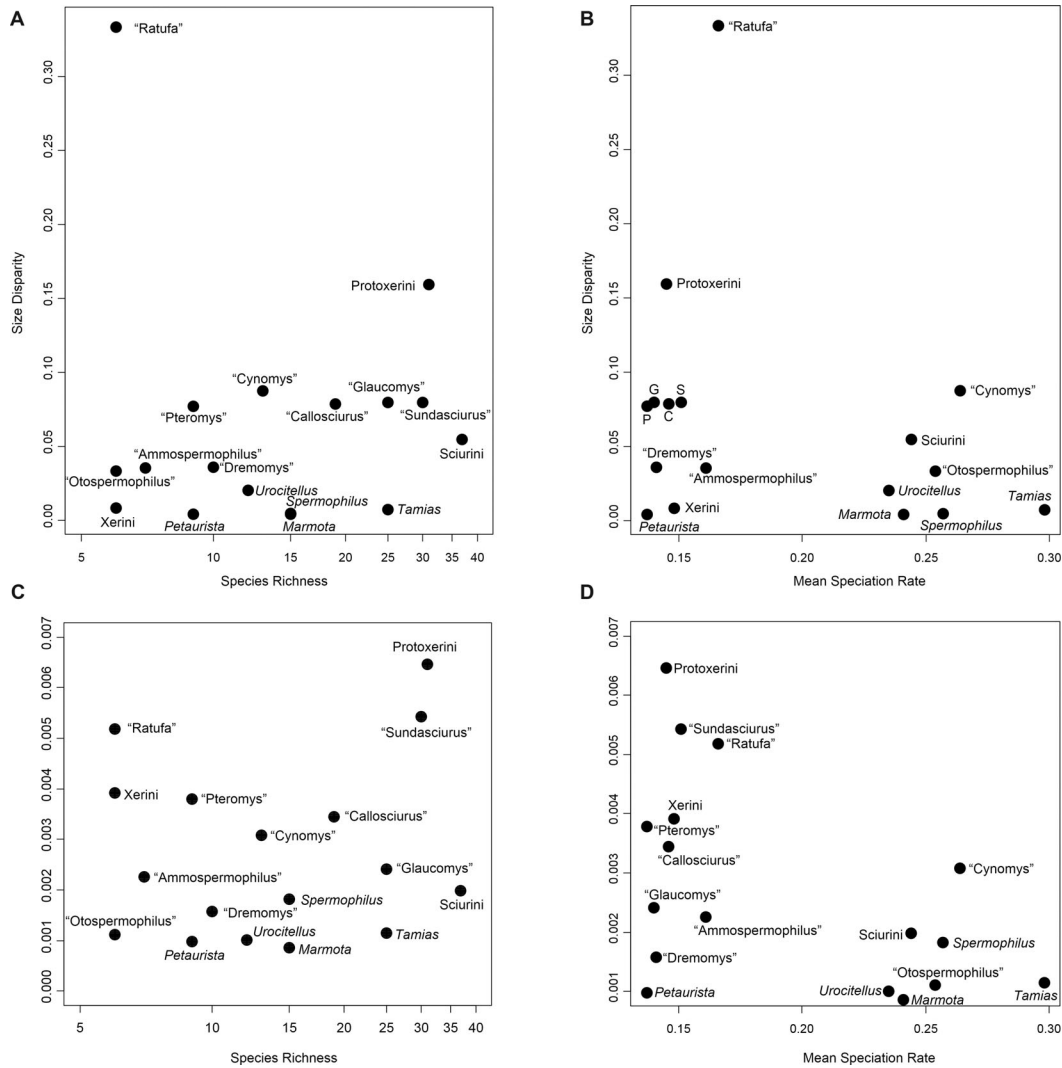 A
B
“Ratufa”
“Ratufa”
0.30
0.30
0.25
0.25
Size Disparity
Size Disparity
0.20
0.20
Protoxerini
Protoxerini
0.15
0.15
“Cynomys”
“Glaucomys”
0.10
0.10
G
S
“Cynomys”
“Pteromys”
“Callosciurus”
“Sundasciurus”
P
C
Sciurini
Sciurini
0.05
0.05
“Ammospermophilus”
“Dremomys”
“Dremomys”
“Otospermophilus”
“Otospermophilus”
“Ammospermophilus”
Urocitellus
Urocitellus
Spermophilus
Tamias
Tamias
Xerini
Xerini
Petaurista
Marmota
Marmota
0.00
0.00
Petaurista
Spermophilus
5 10 15 20 25 30 35 40
0.15 0.20 0.25 0.30
Species Richness
Mean Speciation Rate
C
D
0.007
0.007
Protoxerini
Protoxerini
0.006
0.006
“Ratufa”
“Sundasciurus”
“Sundasciurus”
“Ratufa”
0.005
0.005
Xerini
“Pteromys”
Xerini
0.004
0.004
“Callosciurus”
“Pteromys”
“Cynomys”
“Callosciurus”
0.003
0.003
“Cynomys”
“Glaucomys”
“Glaucomys”
“Ammospermophilus”
Spermophilus
Sciurini
“Ammospermophilus”
Sciurini
Spermophilus
0.002
0.002
“Otospermophilus”
“Dremomys”
“Dremomys”
Urocitellus
Tamias
“Otospermophilus”
Petaurista
Marmota
Petaurista
Urocitellus
Marmota
Tamias
0.001
0.001
0.000
5 10 15 20 25 30 35 40
0.15 0.20 0.25 0.30
Species Richness
Mean Speciation Rate